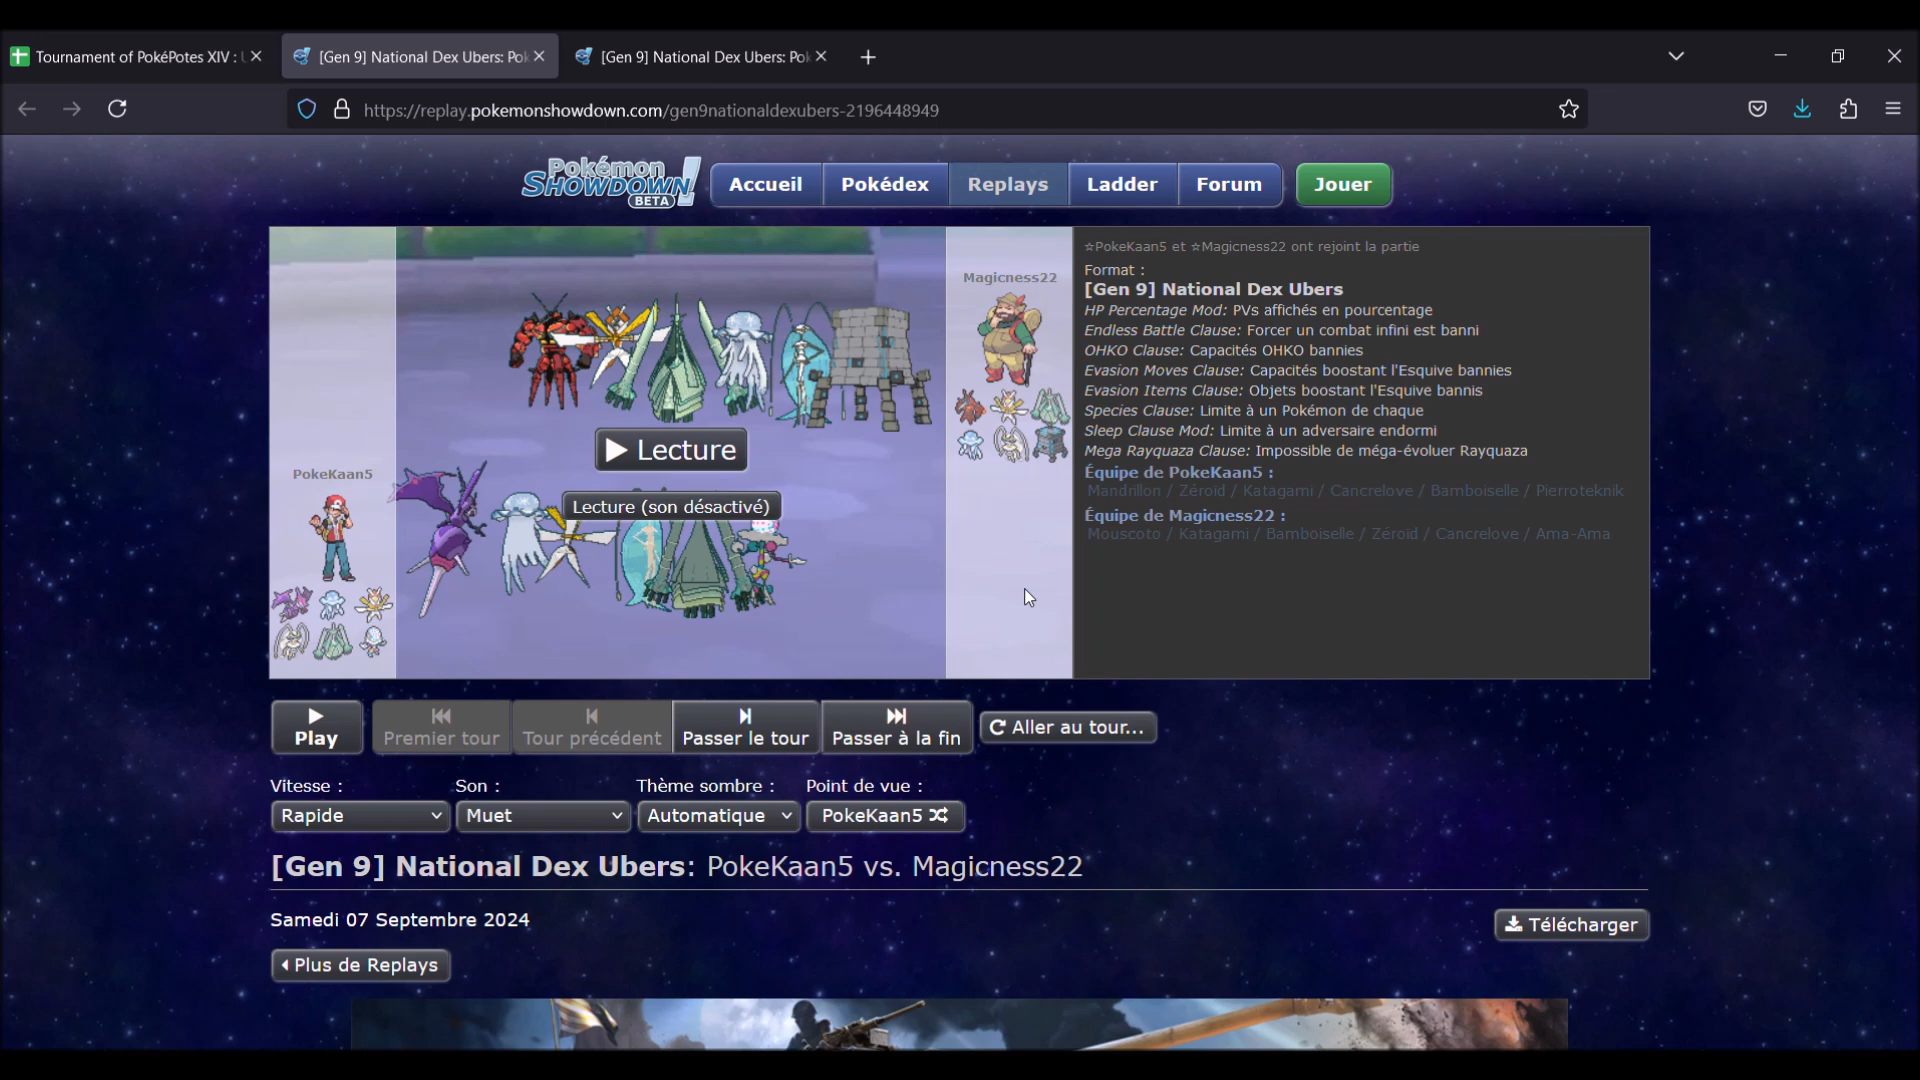 Tournament of PokéPotes XIV :
[Gen 9] National Dex Ubers: Pok
[Gen 9] National Dex Ubers: Pok
https://replay.pokemonshowdown.com/gen9nationaldexubers-2196448949
Pokémon
SHOWDOWN!
BETA
Accueil
Pokédex
Replays
Ladder
Forum
Jouer
PokeKaan5
Magicness22
Lecture
Lecture (son désactivé)
☆PokeKaan5 et ☆Magicness22 ont rejoint la partie
Format :
[Gen 9] National Dex Ubers
HP Percentage Mod: PVs affichés en pourcentage
Endless Battle Clause: Forcer un combat infini est banni
OHKO Clause: Capacités OHKO bannies
Evasion Moves Clause: Capacités boostant l'Esquive bannies
Evasion Items Clause: Objets boostant l'Esquive bannis
Species Clause: Limite à un Pokémon de chaque
Sleep Clause Mod: Limite à un adversaire endormi
Mega Rayquaza Clause: Impossible de méga-évoluer Rayquaza
Équipe de PokeKaan5 :
Mandrillon / Zéroïd / Katagami / Cancrelove / Bamboiselle / Pierroteknik
Équipe de Magicness22 :
Mouscoto / Katagami / Bamboiselle / Zéroïd / Cancrelove / Ama-Ama
Play
Premier tour
Tour précédent
Passer le tour
Passer à la fin
Aller au tour...
Vitesse :
Son :
Thème sombre :
Point de vue :
Rapide
Muet
Automatique
PokeKaan5
[Gen 9] National Dex Ubers: PokeKaan5 vs. Magicness22
Samedi 07 Septembre 2024
Télécharger
Plus de Replays